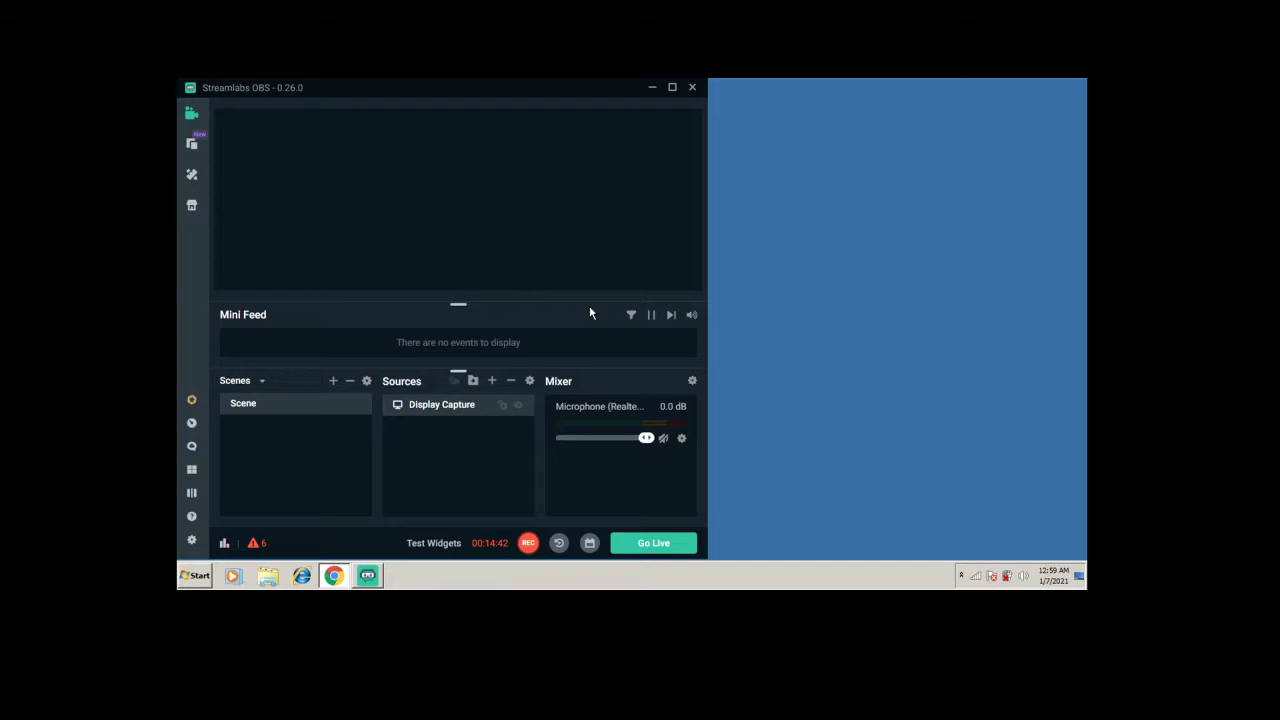 Streamlabs OBS - 0.26.0
New
Mini Feed
There are no events to display
Scenes
Sources
Mixer
Scene
Display Capture
Microphone (Realte... 0.0 dB
6
Test Widgets
00:14:42
REC
Go Live
Start
12:59 AM
1/7/2021